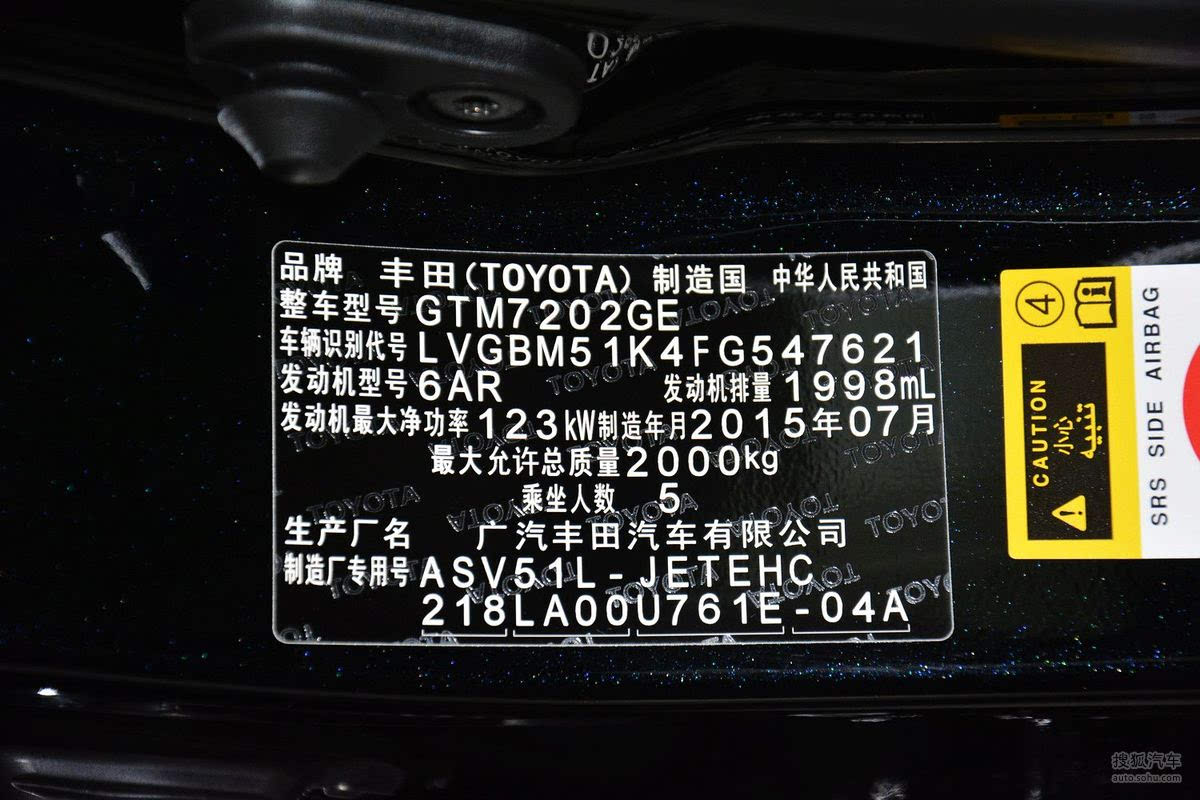 品牌 丰田(TOYOTA) 制造国 中华人民共和国
整车型号 GTM7202GE
车辆识别代号 LVGBM51K4FG547621
发动机型号 6AR 发动机排量 1998mL
发动机最大净功率 123kW 制造年月 2015年07月
最大允许总质量 2000kg
乘坐人数 5
生产厂名 广汽丰田汽车有限公司
制造厂专用号 ASV51L-JETEHC
218LA00U761E-04A
4
CAUTION
小心
تنبيه
SRS SIDE AIRBAG
搜狐汽车
auto.sohu.com